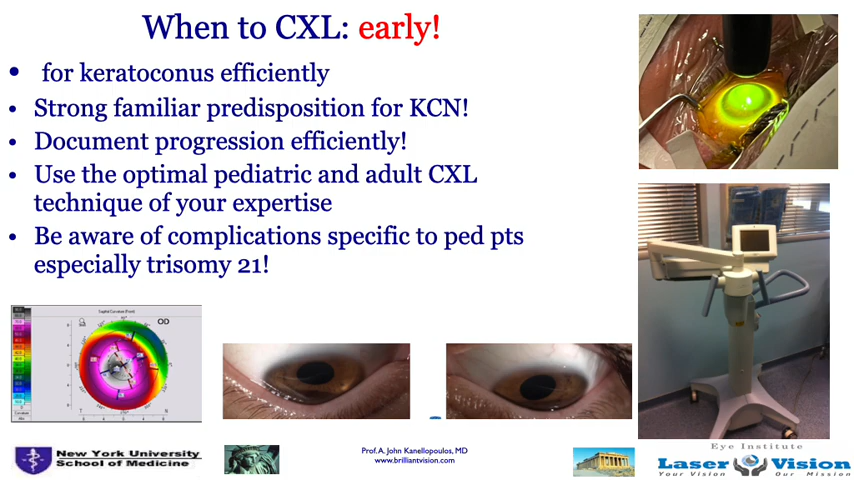 When to CXL: early!
• for keratoconus efficiently
• Strong familiar predisposition for KCN!
• Document progression efficiently!
• Use the optimal pediatric and adult CXL
technique of your expertise
• Be aware of complications specific to ped pts
especially trisomy 21!
Sagittal Curvature (Front)
OD
T
N
New York University
School of Medicine
Prof. A. John Kanellopoulos, MD
www.brilliantvision.com
Eye Institute
Laser Vision
Your Vision Our Mission